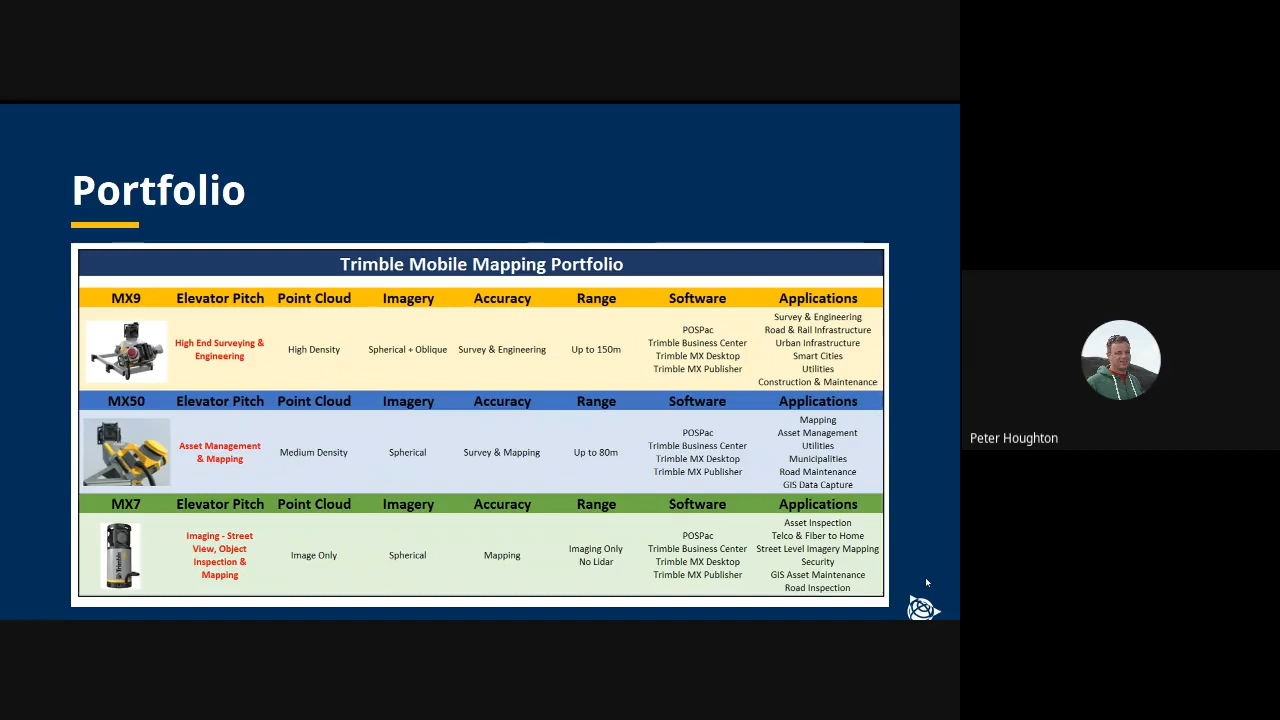 Portfolio
Trimble Mobile Mapping Portfolio
MX9 Elevator Pitch Point Cloud Imagery Accuracy Range Software Applications
High End Surveying &
Engineering
High Density
Spherical + Oblique
Survey & Engineering
Up to 150m
POSPac
Trimble Business Center
Trimble MX Desktop
Trimble MX Publisher
Survey & Engineering
Road & Rail Infrastructure
Urban Infrastructure
Smart Cities
Utilities
Construction & Maintenance
MX50 Elevator Pitch Point Cloud Imagery Accuracy Range Software Applications
Asset Management
& Mapping
Medium Density
Spherical
Survey & Mapping
Up to 80m
POSPac
Trimble Business Center
Trimble MX Desktop
Trimble MX Publisher
Mapping
Asset Management
Utilities
Municipalities
Road Maintenance
GIS Data Capture
MX7 Elevator Pitch Point Cloud Imagery Accuracy Range Software Applications
Trimble
Imaging - Street
View, Object
Inspection &
Mapping
Image Only
Spherical
Mapping
Imaging Only
No Lidar
POSPac
Trimble Business Center
Trimble MX Desktop
Trimble MX Publisher
Asset Inspection
Telco & Fiber to Home
Street Level Imagery Mapping
Security
GIS Asset Maintenance
Road Inspection
Peter Houghton